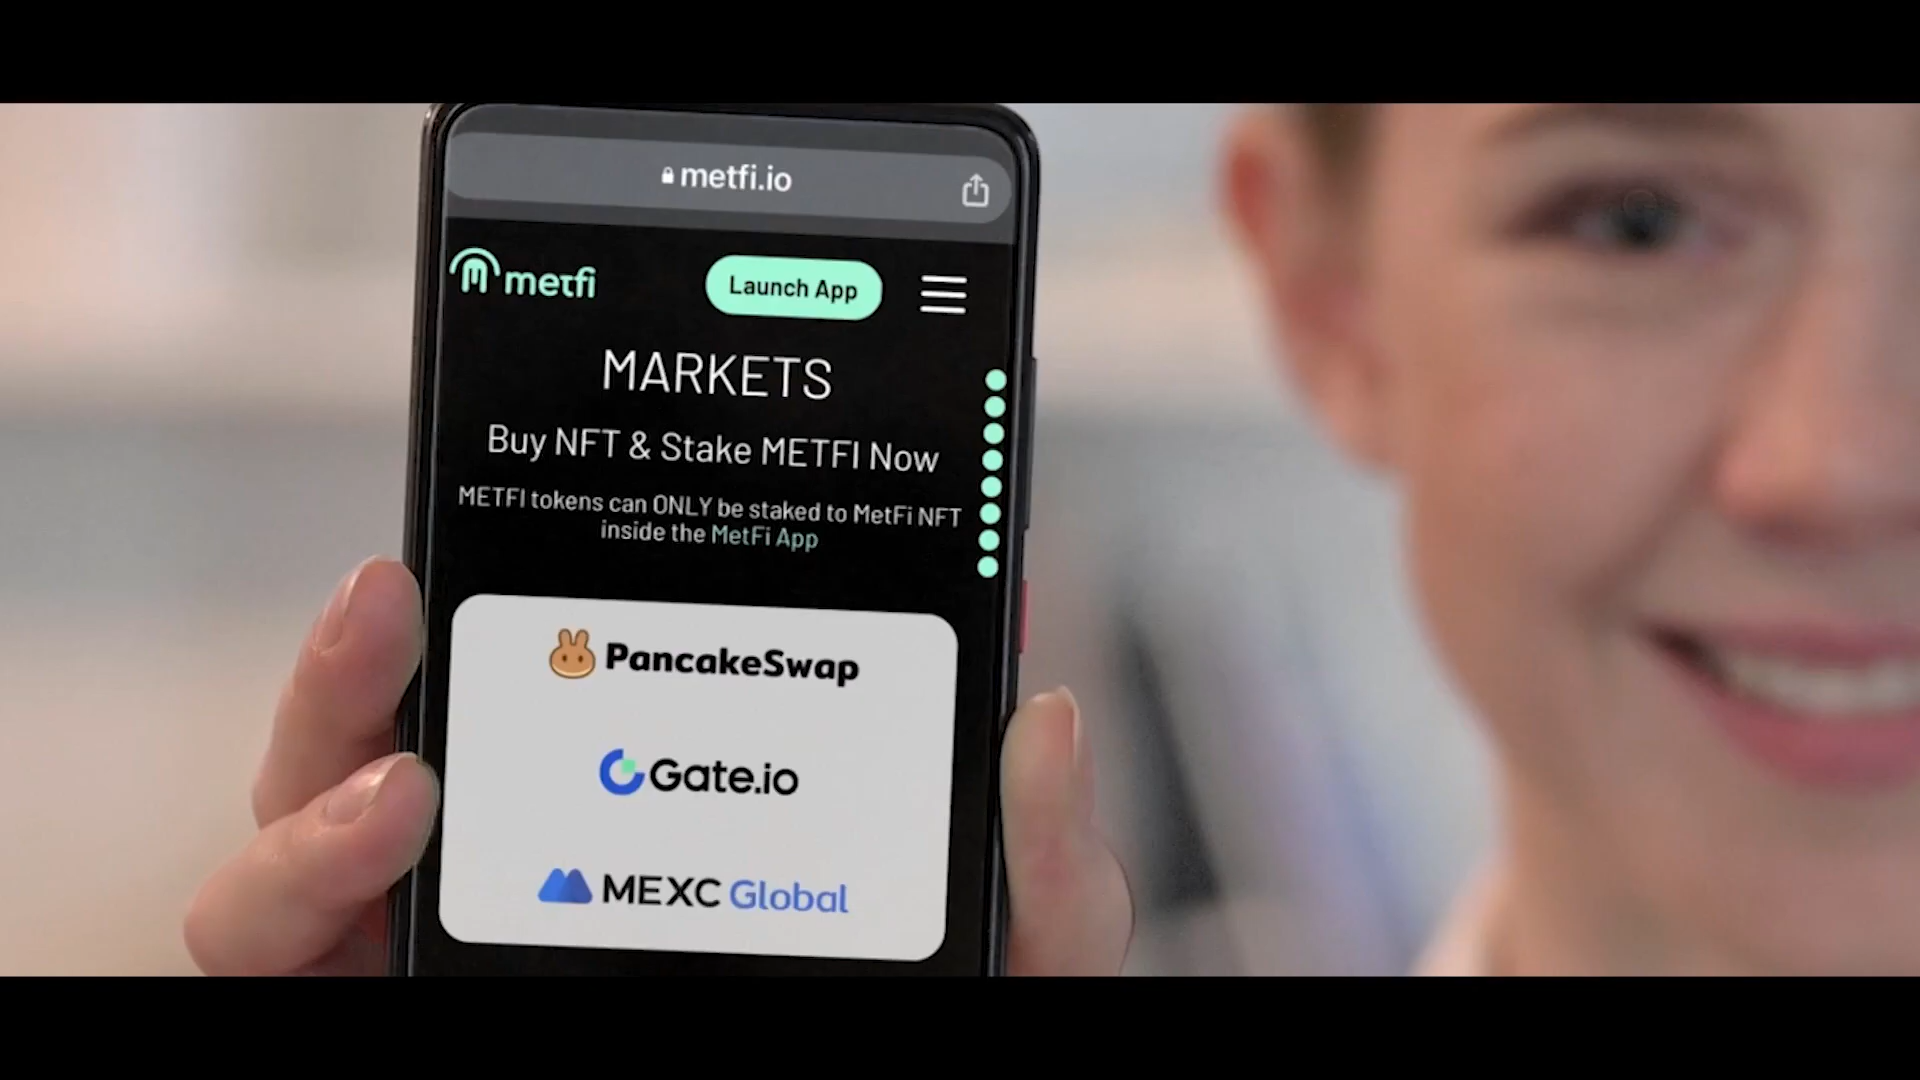 metfi.io
metfi
Launch App
MARKETS
Buy NFT & Stake METFI Now
METFI tokens can ONLY be staked to MetFi NFT
inside the MetFi App
PancakeSwap
Gate.io
MEXC Global